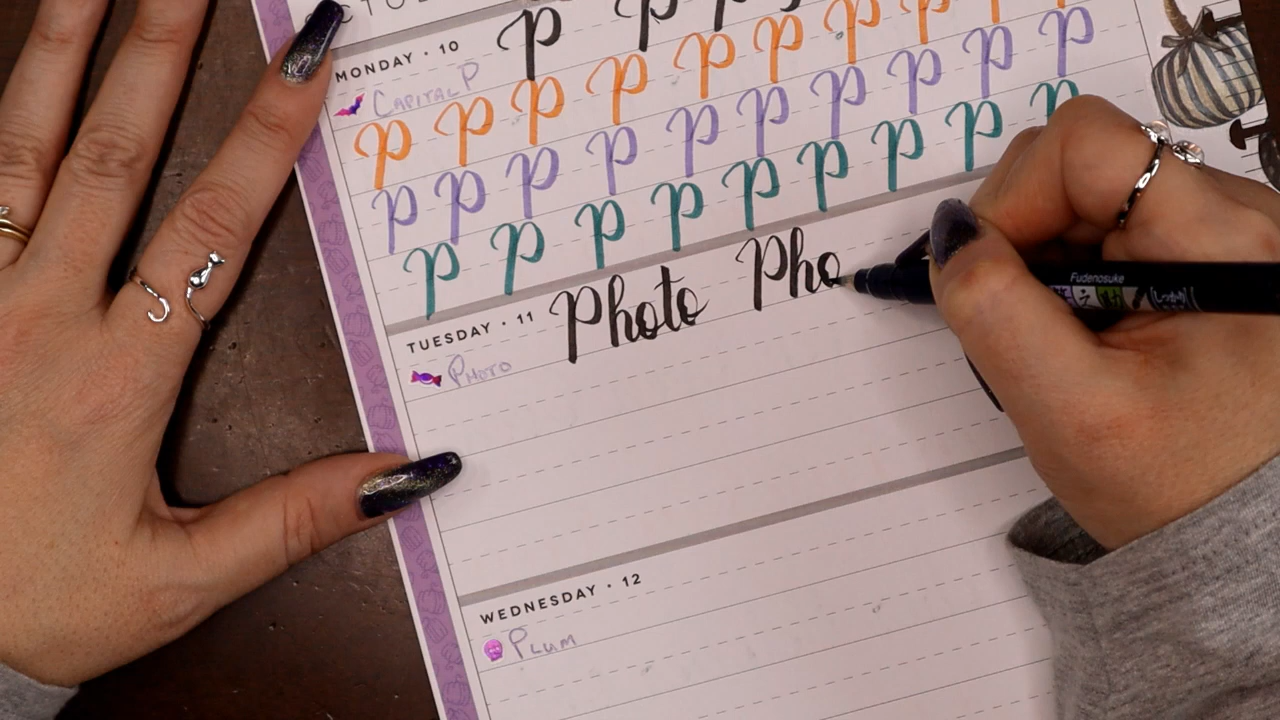 P P P P
MONDAY · 10
CAPITAL P
P P P P P P P P P
P P P P P P P P P P
P P P P P P P P P
TUESDAY · 11
Photo Pho
PHOTO
WEDNESDAY · 12
PLUM
Fudenosuke